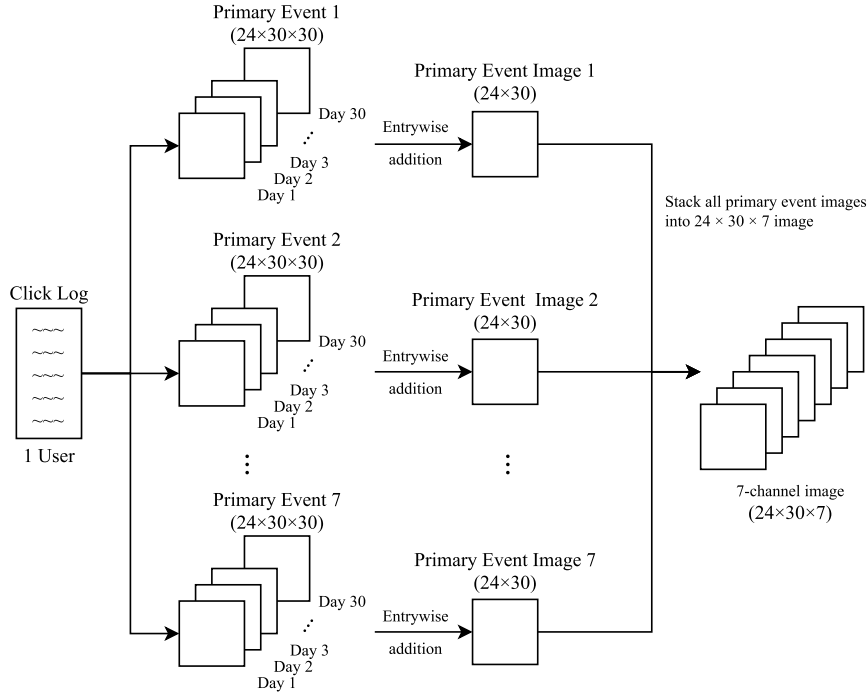 Click Log
1 User
Primary Event 1
(24×30×30)
Day 30
Day 3
Day 2
Day 1
Entrywise
addition
Primary Event Image 1
(24×30)
Primary Event 2
(24×30×30)
Day 30
Day 3
Day 2
Day 1
Entrywise
addition
Primary Event Image 2
(24×30)
Primary Event 7
(24×30×30)
Day 30
Day 3
Day 2
Day 1
Entrywise
addition
Primary Event Image 7
(24×30)
Stack all primary event images
into 24 × 30 × 7 image
7-channel image
(24×30×7)